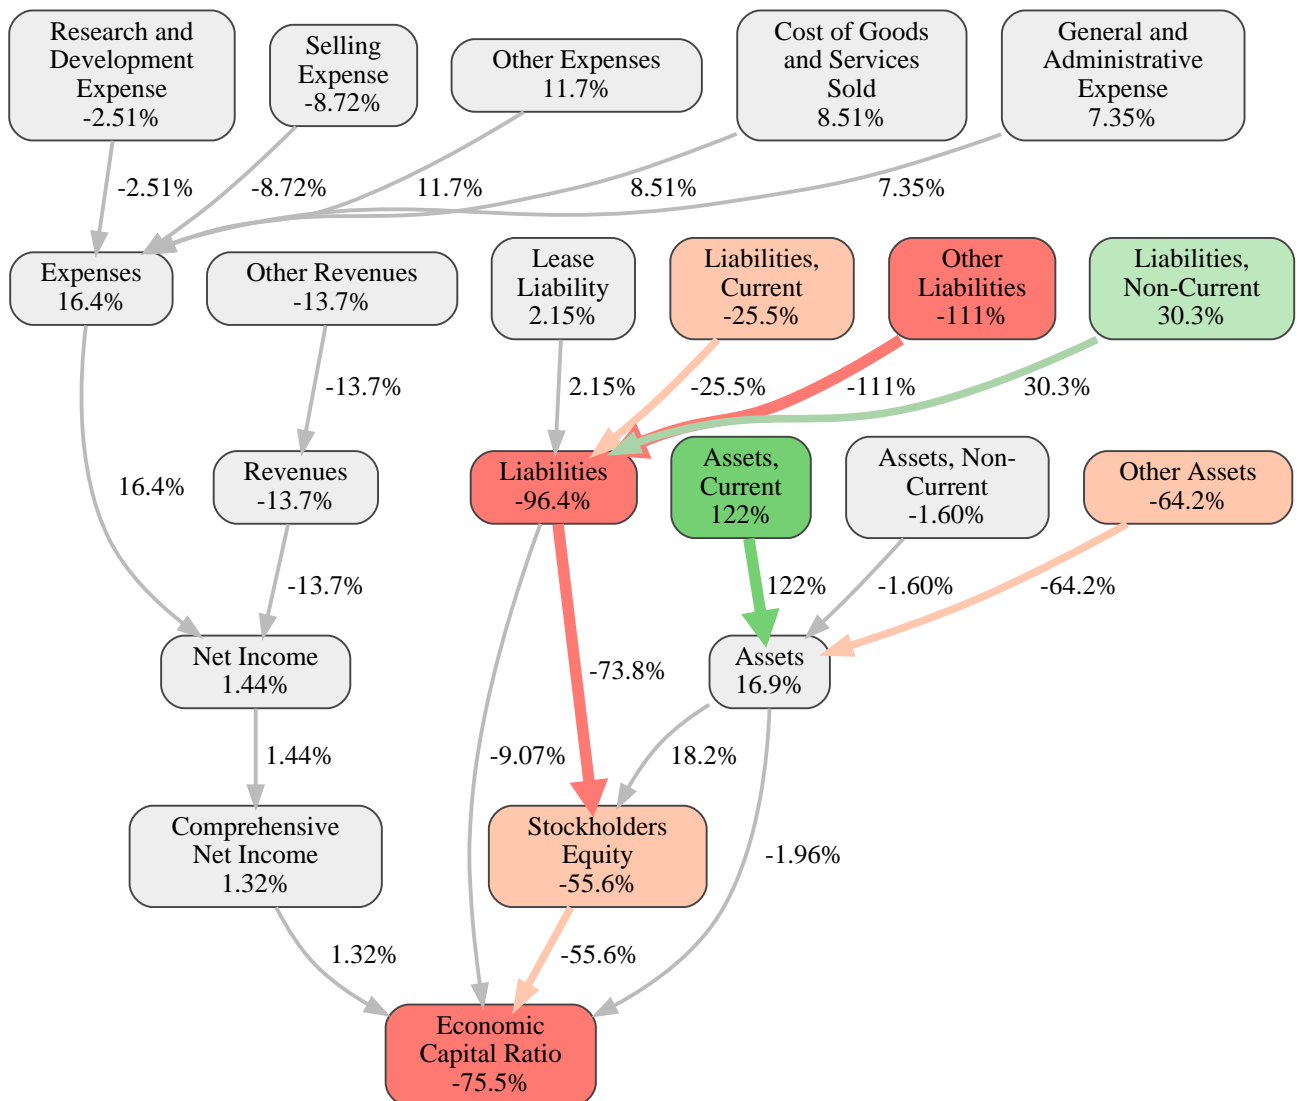 Research and
Development
Expense
-2.51%
Selling
Expense
-8.72%
Other Expenses
11.7%
Cost of Goods
and Services
Sold
8.51%
General and
Administrative
Expense
7.35%
-2.51%
-8.72%
11.7%
8.51%
7.35%
Expenses
16.4%
Other Revenues
-13.7%
Lease
Liability
2.15%
Liabilities,
Current
-25.5%
Other
Liabilities
-111%
Liabilities,
Non-Current
30.3%
-13.7%
2.15%
-25.5%
-111%
30.3%
16.4%
Revenues
-13.7%
Liabilities
-96.4%
Assets,
Current
122%
Assets, Non-
Current
-1.60%
Other Assets
-64.2%
-13.7%
122%
-1.60%
-64.2%
Net Income
1.44%
-73.8%
Assets
16.9%
1.44%
-9.07%
18.2%
Comprehensive
Net Income
1.32%
Stockholders
Equity
-55.6%
-1.96%
1.32%
-55.6%
Economic
Capital Ratio
-75.5%